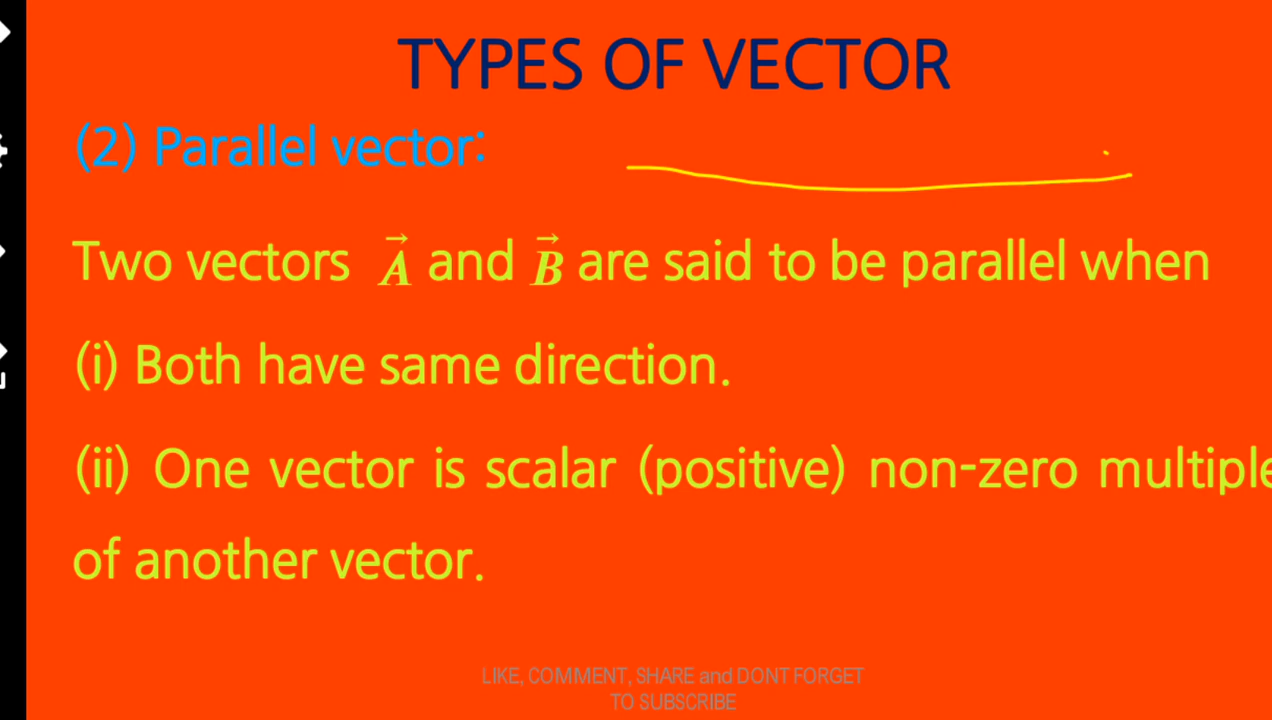 TYPES OF VECTOR
(2) Parallel vector:
Two vectors \(\vec{A}\) and \(\vec{B}\) are said to be parallel when
(i) Both have same direction.
(ii) One vector is scalar (positive) non-zero multiple
of another vector.
LIKE, COMMENT, SHARE and DONT FORGET
TO SUBSCRIBE